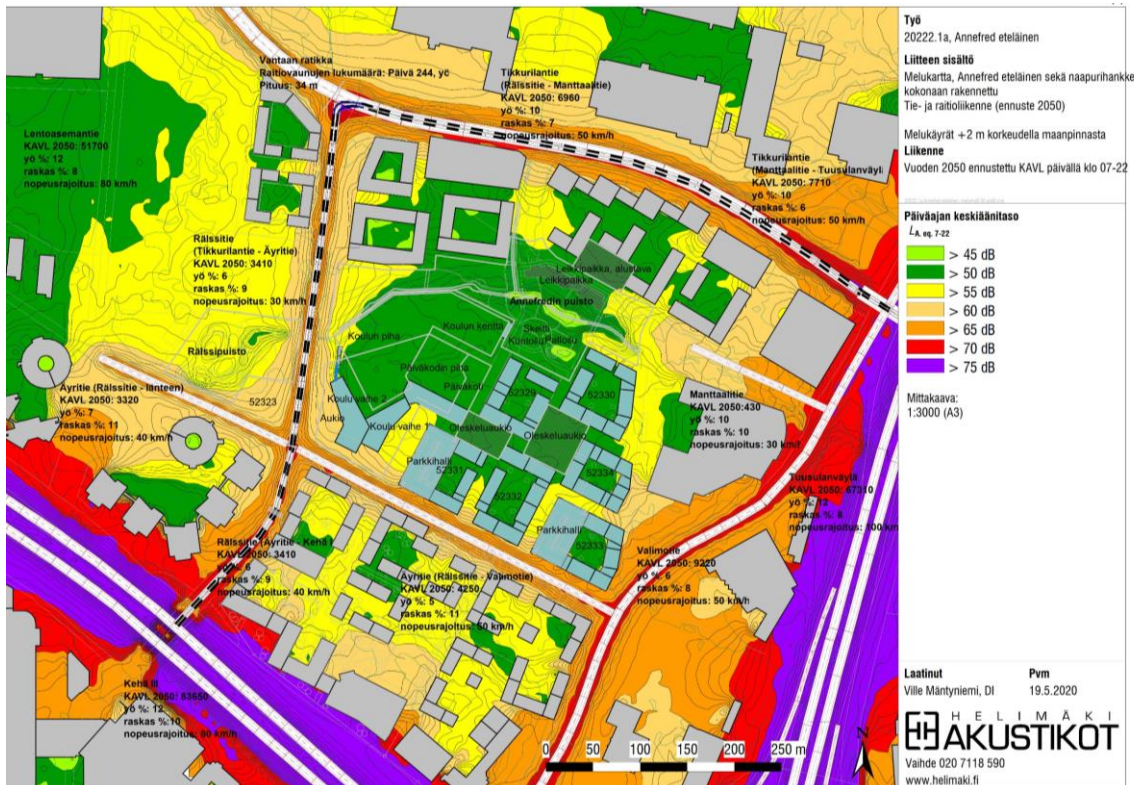 Vantaan ratikka
Raitiovaunujen lukumäärä: Päivä 244, yö
Pituus: 34 m
Tikkurilantie
(Rälssitie - Manttaalitie)
KAVL 2050: 6960
yö %: 10
raskas %: 7
nopeusrajoitus: 50 km/h
Lentoasemantie
KAVL 2050: 51700
yö %: 12
raskas %: 8
nopeusrajoitus: 80 km/h
Tikkurilantie
(Manttaalitie - Tuusulanväylä
KAVL 2050: 7710
yö %: 10
raskas %: 6
nopeusrajoitus: 50 km/h
Rälssitie
(Tikkurilantie - Äyritie)
KAVL 2050: 3410
yö %: 6
raskas %: 9
nopeusrajoitus: 30 km/h
Leikkipaikka, alustava
Leikkipaikka
Annefredin puisto
Koulun kenttä
Skeitti
Koulun piha
Kuntoilu
Palloilu
Rälssipuisto
Päiväkodin piha
Päiväkoti
52329
52330
Äyritie (Rälssitie - länteen)
KAVL 2050: 3320
yö %: 7
raskas %: 11
nopeusrajoitus: 40 km/h
52323
Koulu vaihe 2
Aukio
Koulu vaihe 1
Oleskeluaukio
Oleskeluaukio
Manttaalitie
KAVL 2050:430
yö %: 10
raskas %: 10
nopeusrajoitus: 30 km/t
Parkkihalli
52331
52334
52332
Tuusulanväylä
KAVL 2050: 67310
yö %: 12
raskas %: 8
nopeusrajoitus: 100 km
Parkkihalli
52333
Rälssitie (Äyritie - Kehä I
KAVL 2050: 3410
yö %: 6
raskas %: 9
nopeusrajoitus: 40 km/h
Äyritie (Rälssitie - Valimotie)
KAVL 2050: 4250
yö %: 5
raskas %: 11
nopeusrajoitus: 50 km/h
Valimotie
KAVL 2050: 9220
yö %: 6
raskas %: 8
nopeusrajoitus: 50 km/h
Kehä III
KAVL 2050: 83650
yö %: 12
raskas %:10
nopeusrajoitus: 80 km/h
0 50 100 150 200 250 m
N
Työ
20222.1a, Annefred eteläinen
Liitteen sisältö
Melukartta, Annefred eteläinen sekä naapurihankke
kokonaan rakennettu
Tie- ja raitioliikenne (ennuste 2050)
Melukäyrät +2 m korkeudella maanpinnasta
Liikenne
Vuoden 2050 ennustettu KAVL päivällä klo 07-22
Päiväajan keskiäänitaso
LA, eq, 7-22
> 45 dB
> 50 dB
> 55 dB
> 60 dB
> 65 dB
> 70 dB
> 75 dB
Mittakaava:
1:3000 (A3)
Laatinut Pvm
Ville Mäntyniemi, DI 19.5.2020
HELIMÄKI
AKUSTIKOT
Vaihde 020 7118 590
www.helimaki.fi